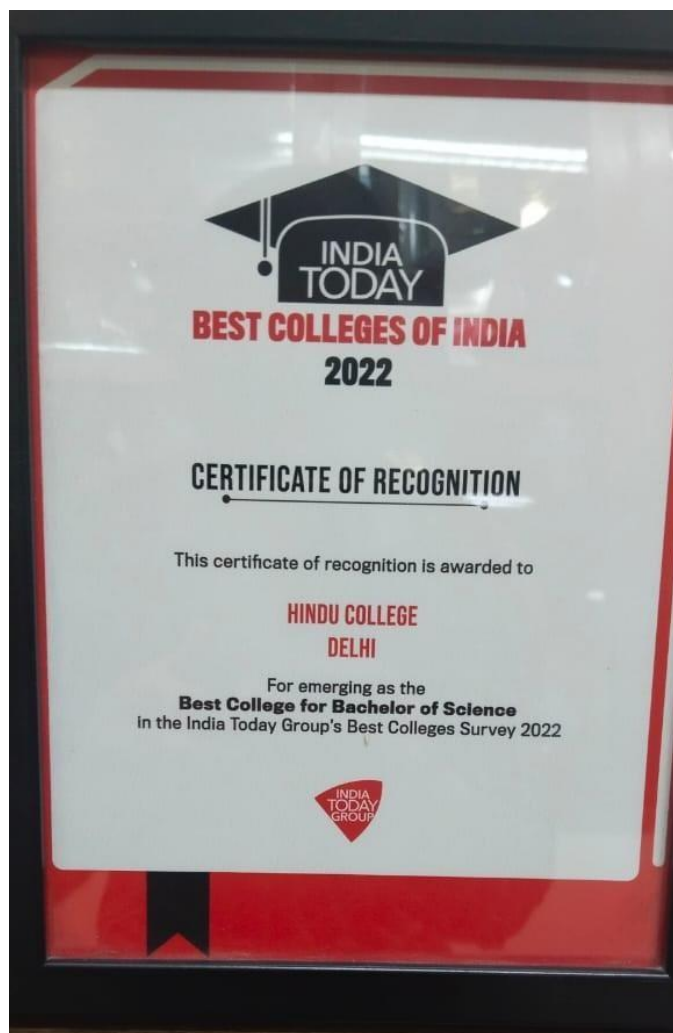 INDIA
TODAY
BEST COLLEGES OF INDIA
2022
CERTIFICATE OF RECOGNITION
This certificate of recognition is awarded to
HINDU COLLEGE
DELHI
For emerging as the
Best College for Bachelor of Science
in the India Today Group's Best Colleges Survey 2022
INDIA
TODAY
GROUP